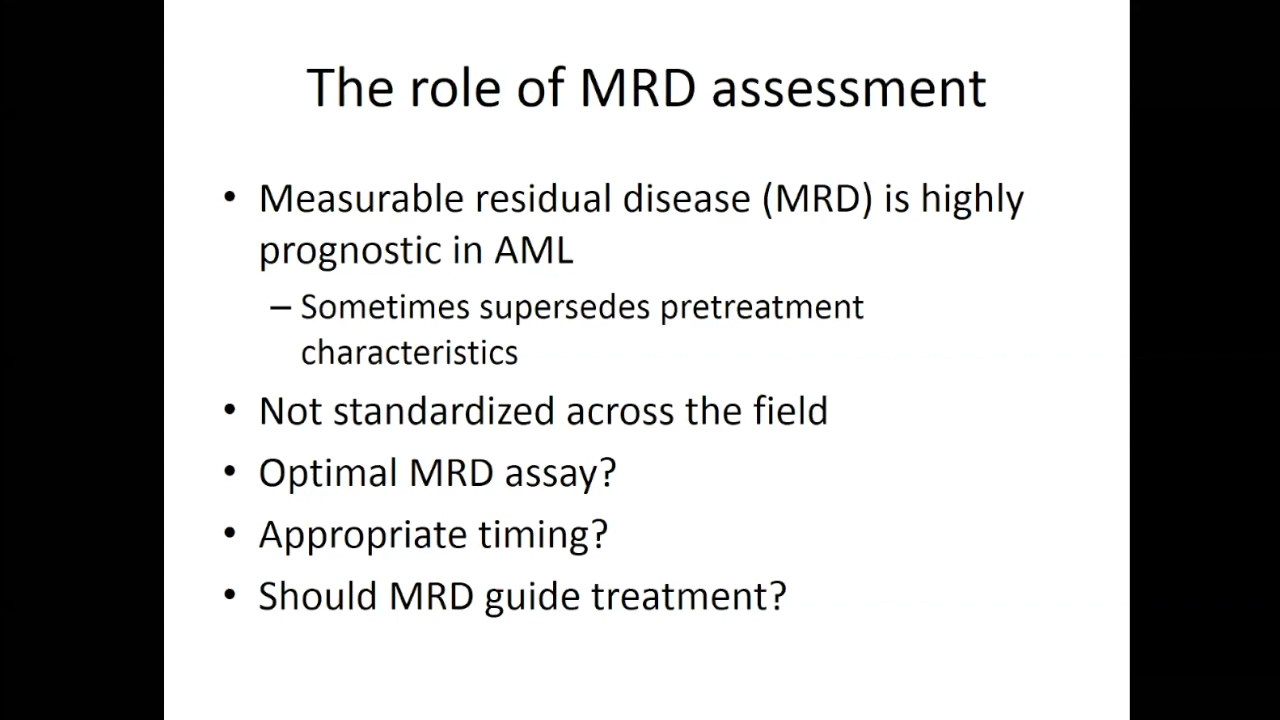 The role of MRD assessment
• Measurable residual disease (MRD) is highly
prognostic in AML
– Sometimes supersedes pretreatment
characteristics
• Not standardized across the field
• Optimal MRD assay?
• Appropriate timing?
• Should MRD guide treatment?